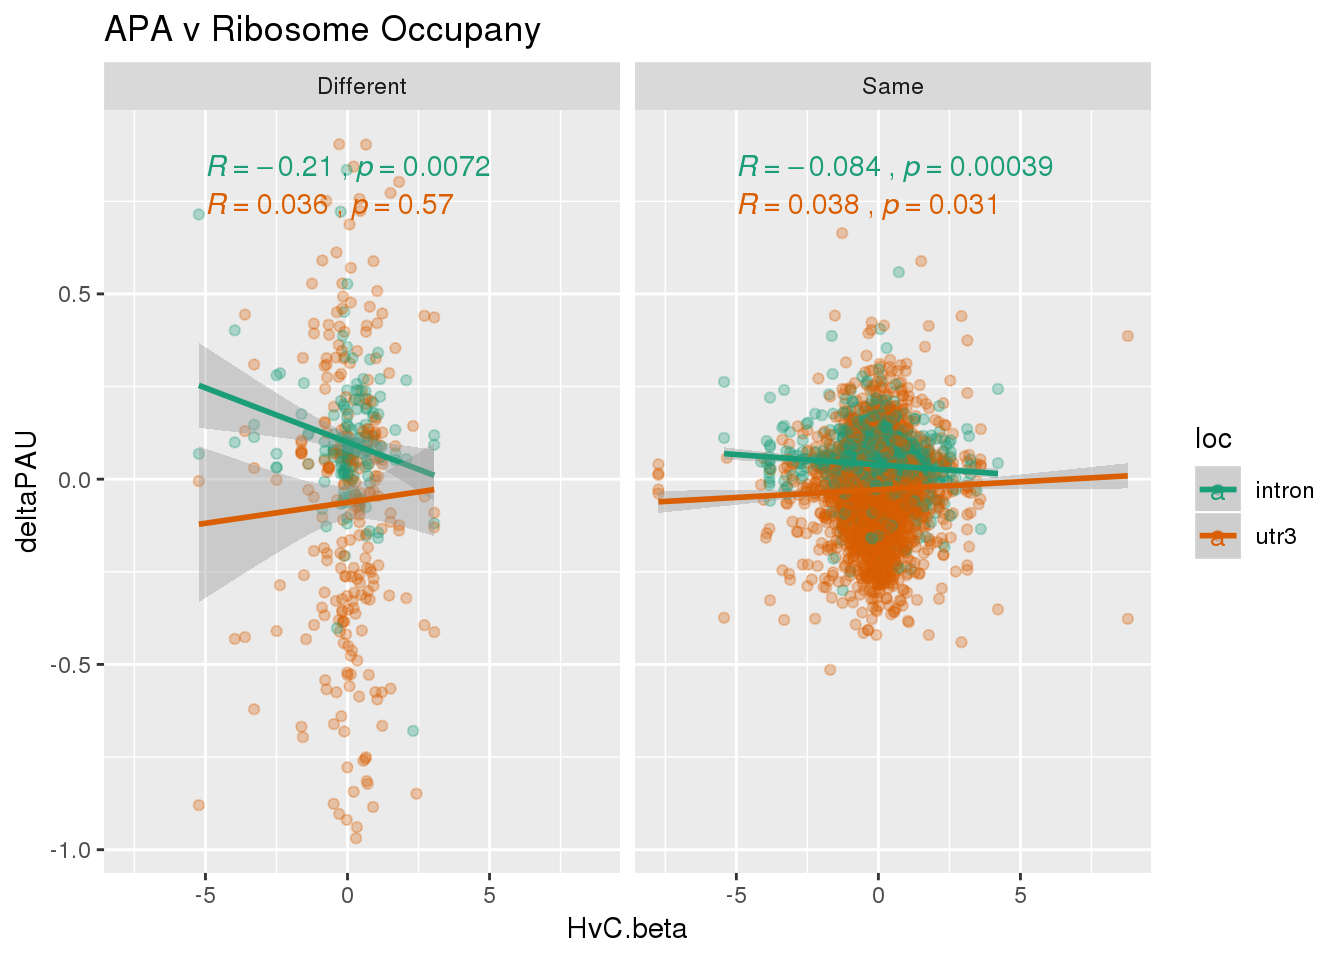 APA v Ribosome Occupany
Different
Same
R = −0.21 , p = 0.0072
R = 0.036 , p = 0.57
R = −0.084 , p = 0.00039
R = 0.038 , p = 0.031
0.5
0.0
-0.5
-1.0
deltaPAU
-5
0
5
-5
0
5
HvC.beta
loc
a intron
a utr3